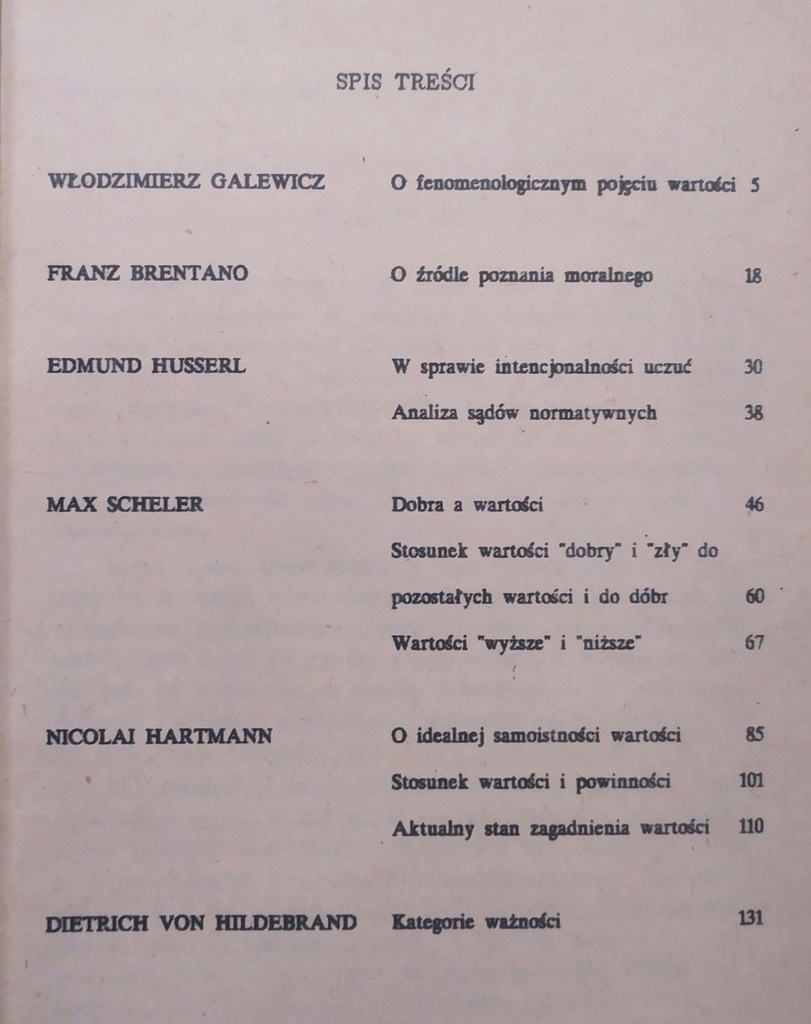 SPIS TREŚCI
WŁODZIMIERZ GALEWICZ O fenomenologicznym pojęciu wartości 5
FRANZ BRENTANO O źródle poznania moralnego 18
EDMUND HUSSERL W sprawie intencjonalności uczuć 30
Analiza sądów normatywnych 38
MAX SCHELER Dobra a wartości 46
Stosunek wartości "dobry" i "zły" do
pozostałych wartości i do dóbr 60
Wartości "wyższe" i "niższe" 67
NICOLAI HARTMANN O idealnej samoistności wartości 85
Stosunek wartości i powinności 101
Aktualny stan zagadnienia wartości 110
DIETRICH VON HILDEBRAND Kategorie ważności 131